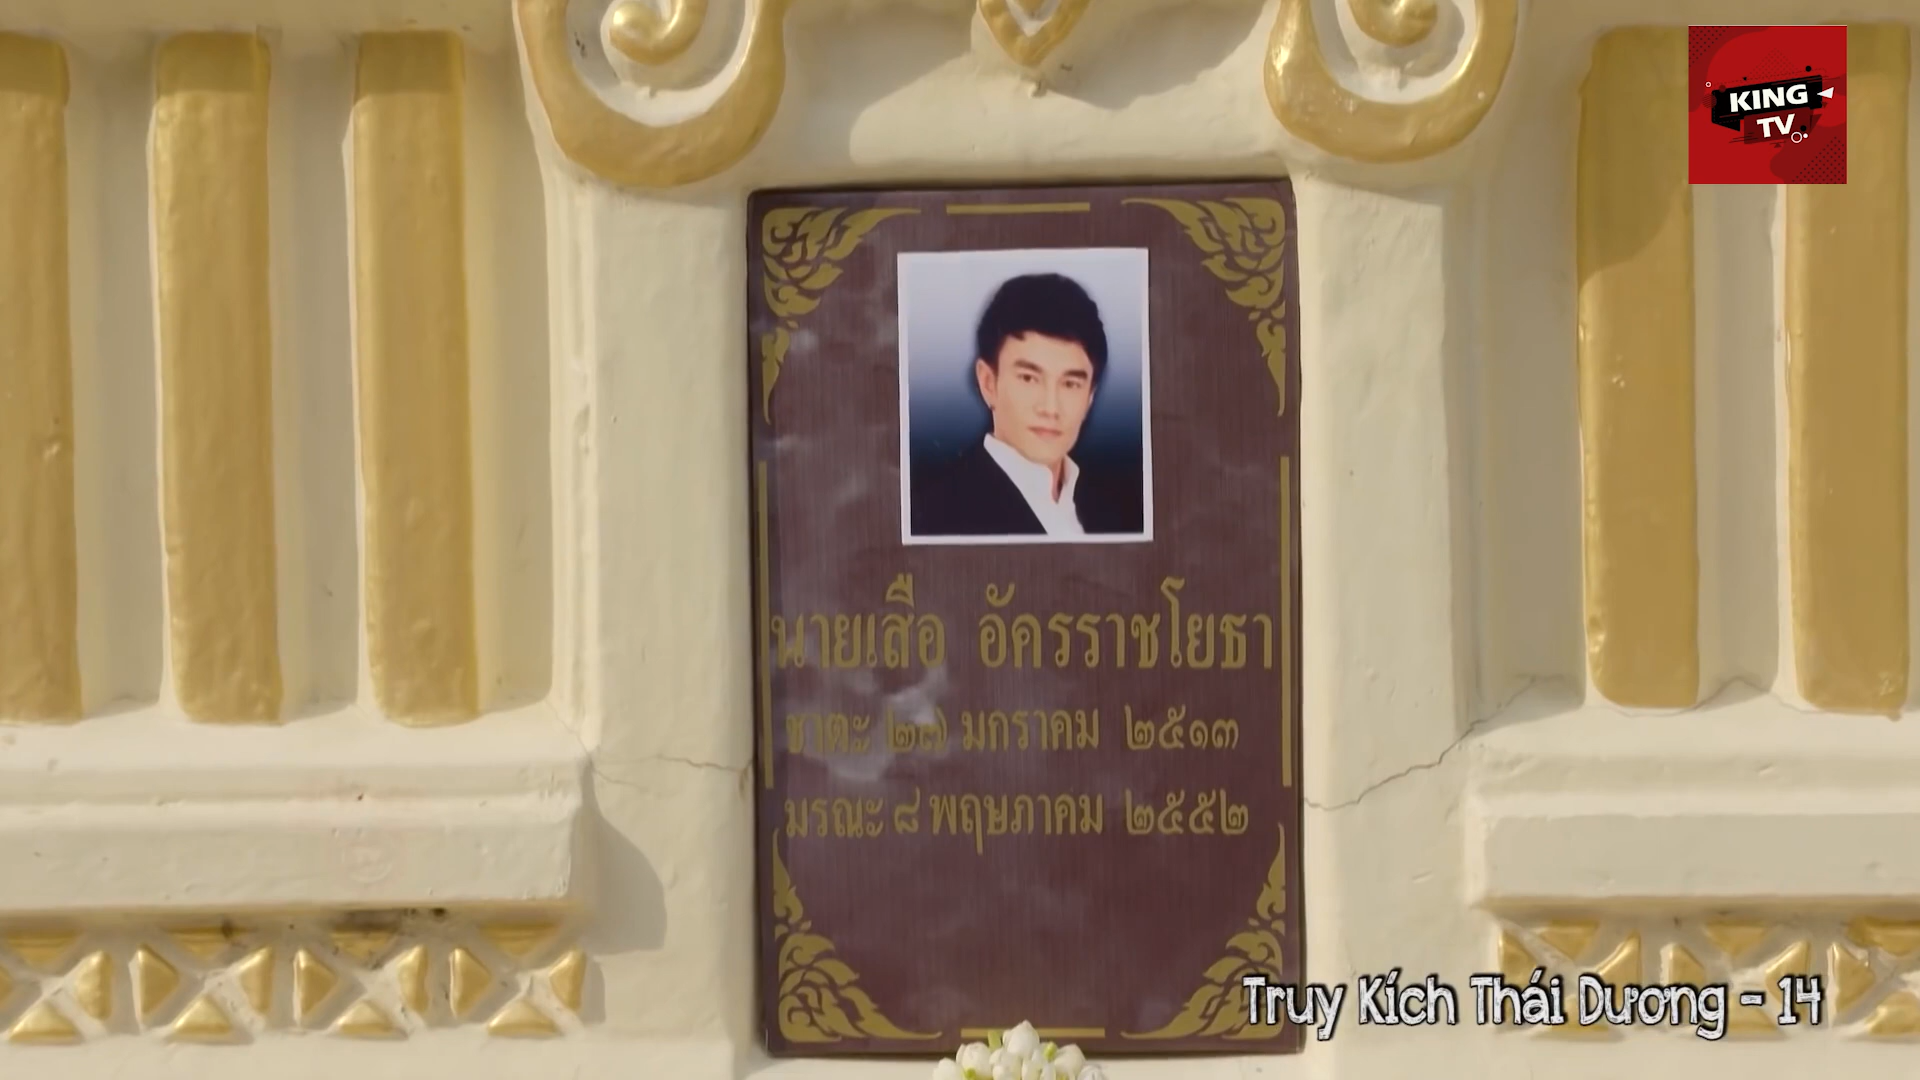 KING
TV
นายเสือ อัครราชโยธา
ชาตะ ๒๗ มกราคม ๒๕๑๓
มรณะ ๘ พฤษภาคม ๒๕๕๒
Truy Kích Thái Dương - 14